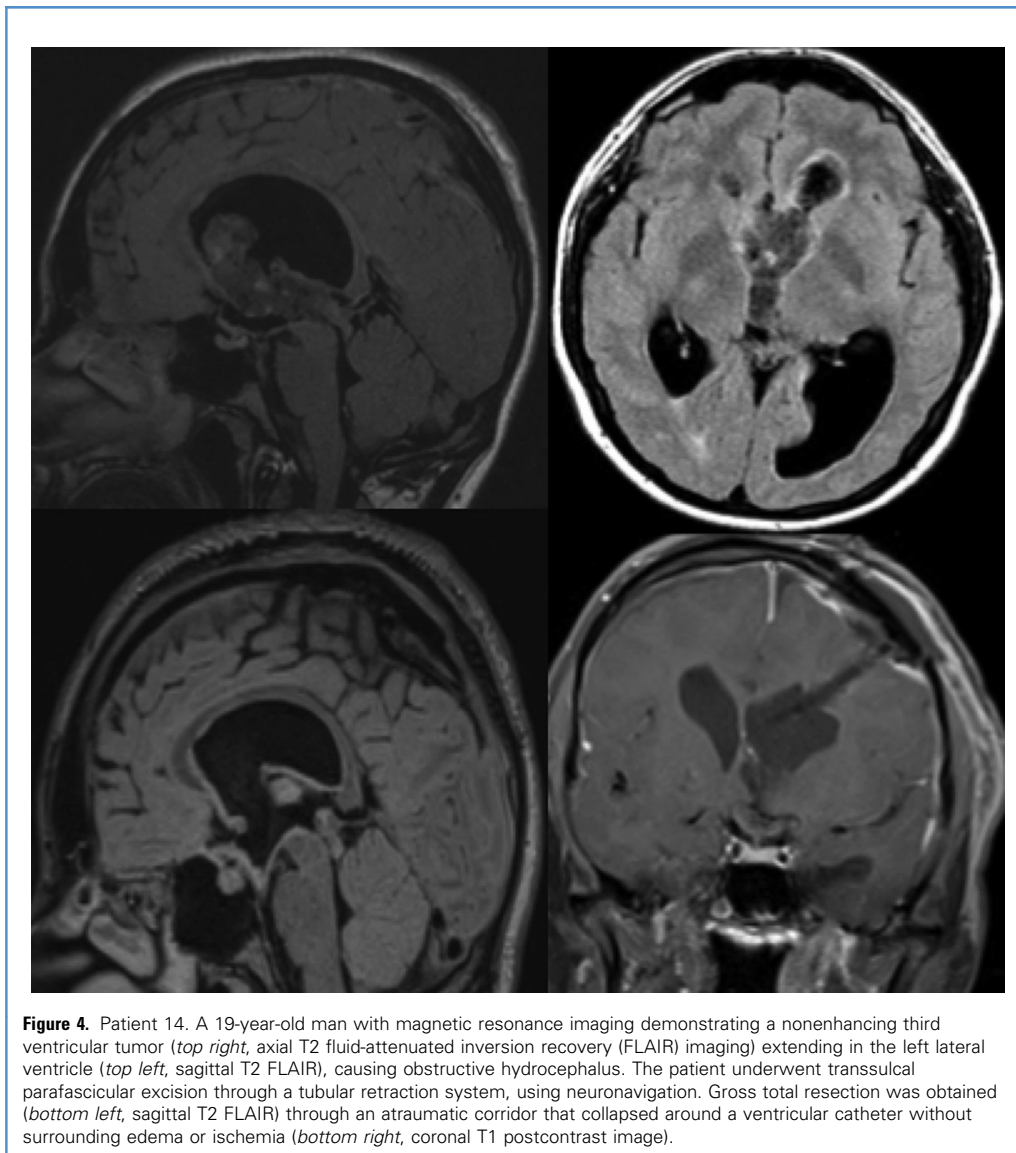 Figure 4. Patient 14. A 19-year-old man with magnetic resonance imaging demonstrating a nonenhancing third
ventricular tumor (top right, axial T2 fluid-attenuated inversion recovery (FLAIR) imaging) extending in the left lateral
ventricle (top left, sagittal T2 FLAIR), causing obstructive hydrocephalus. The patient underwent transsulcal
parafascicular excision through a tubular retraction system, using neuronavigation. Gross total resection was obtained
(bottom left, sagittal T2 FLAIR) through an atraumatic corridor that collapsed around a ventricular catheter without
surrounding edema or ischemia (bottom right, coronal T1 postcontrast image).